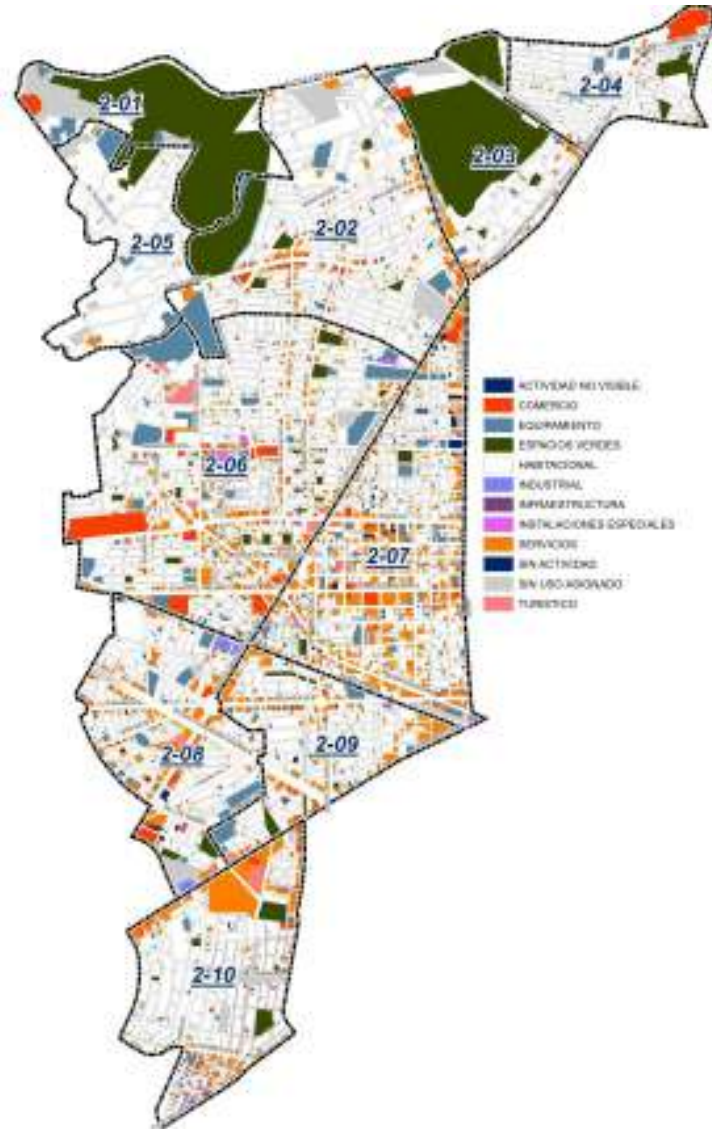 2-01
2-04
2-03
2-02
2-05
ACTIVIDAD NO VISIBLE
COMERCIO
EQUIPAMIENTO
ESPACIOS VERDES
HABITACIONAL
INDUSTRIAL
INFRAESTRUCTURA
INSTALACIONES ESPECIALES
SERVICIOS
SIN ACTIVIDAD
SIN USO ASIGNADO
TURISTICO
2-06
2-07
2-08
2-09
2-10